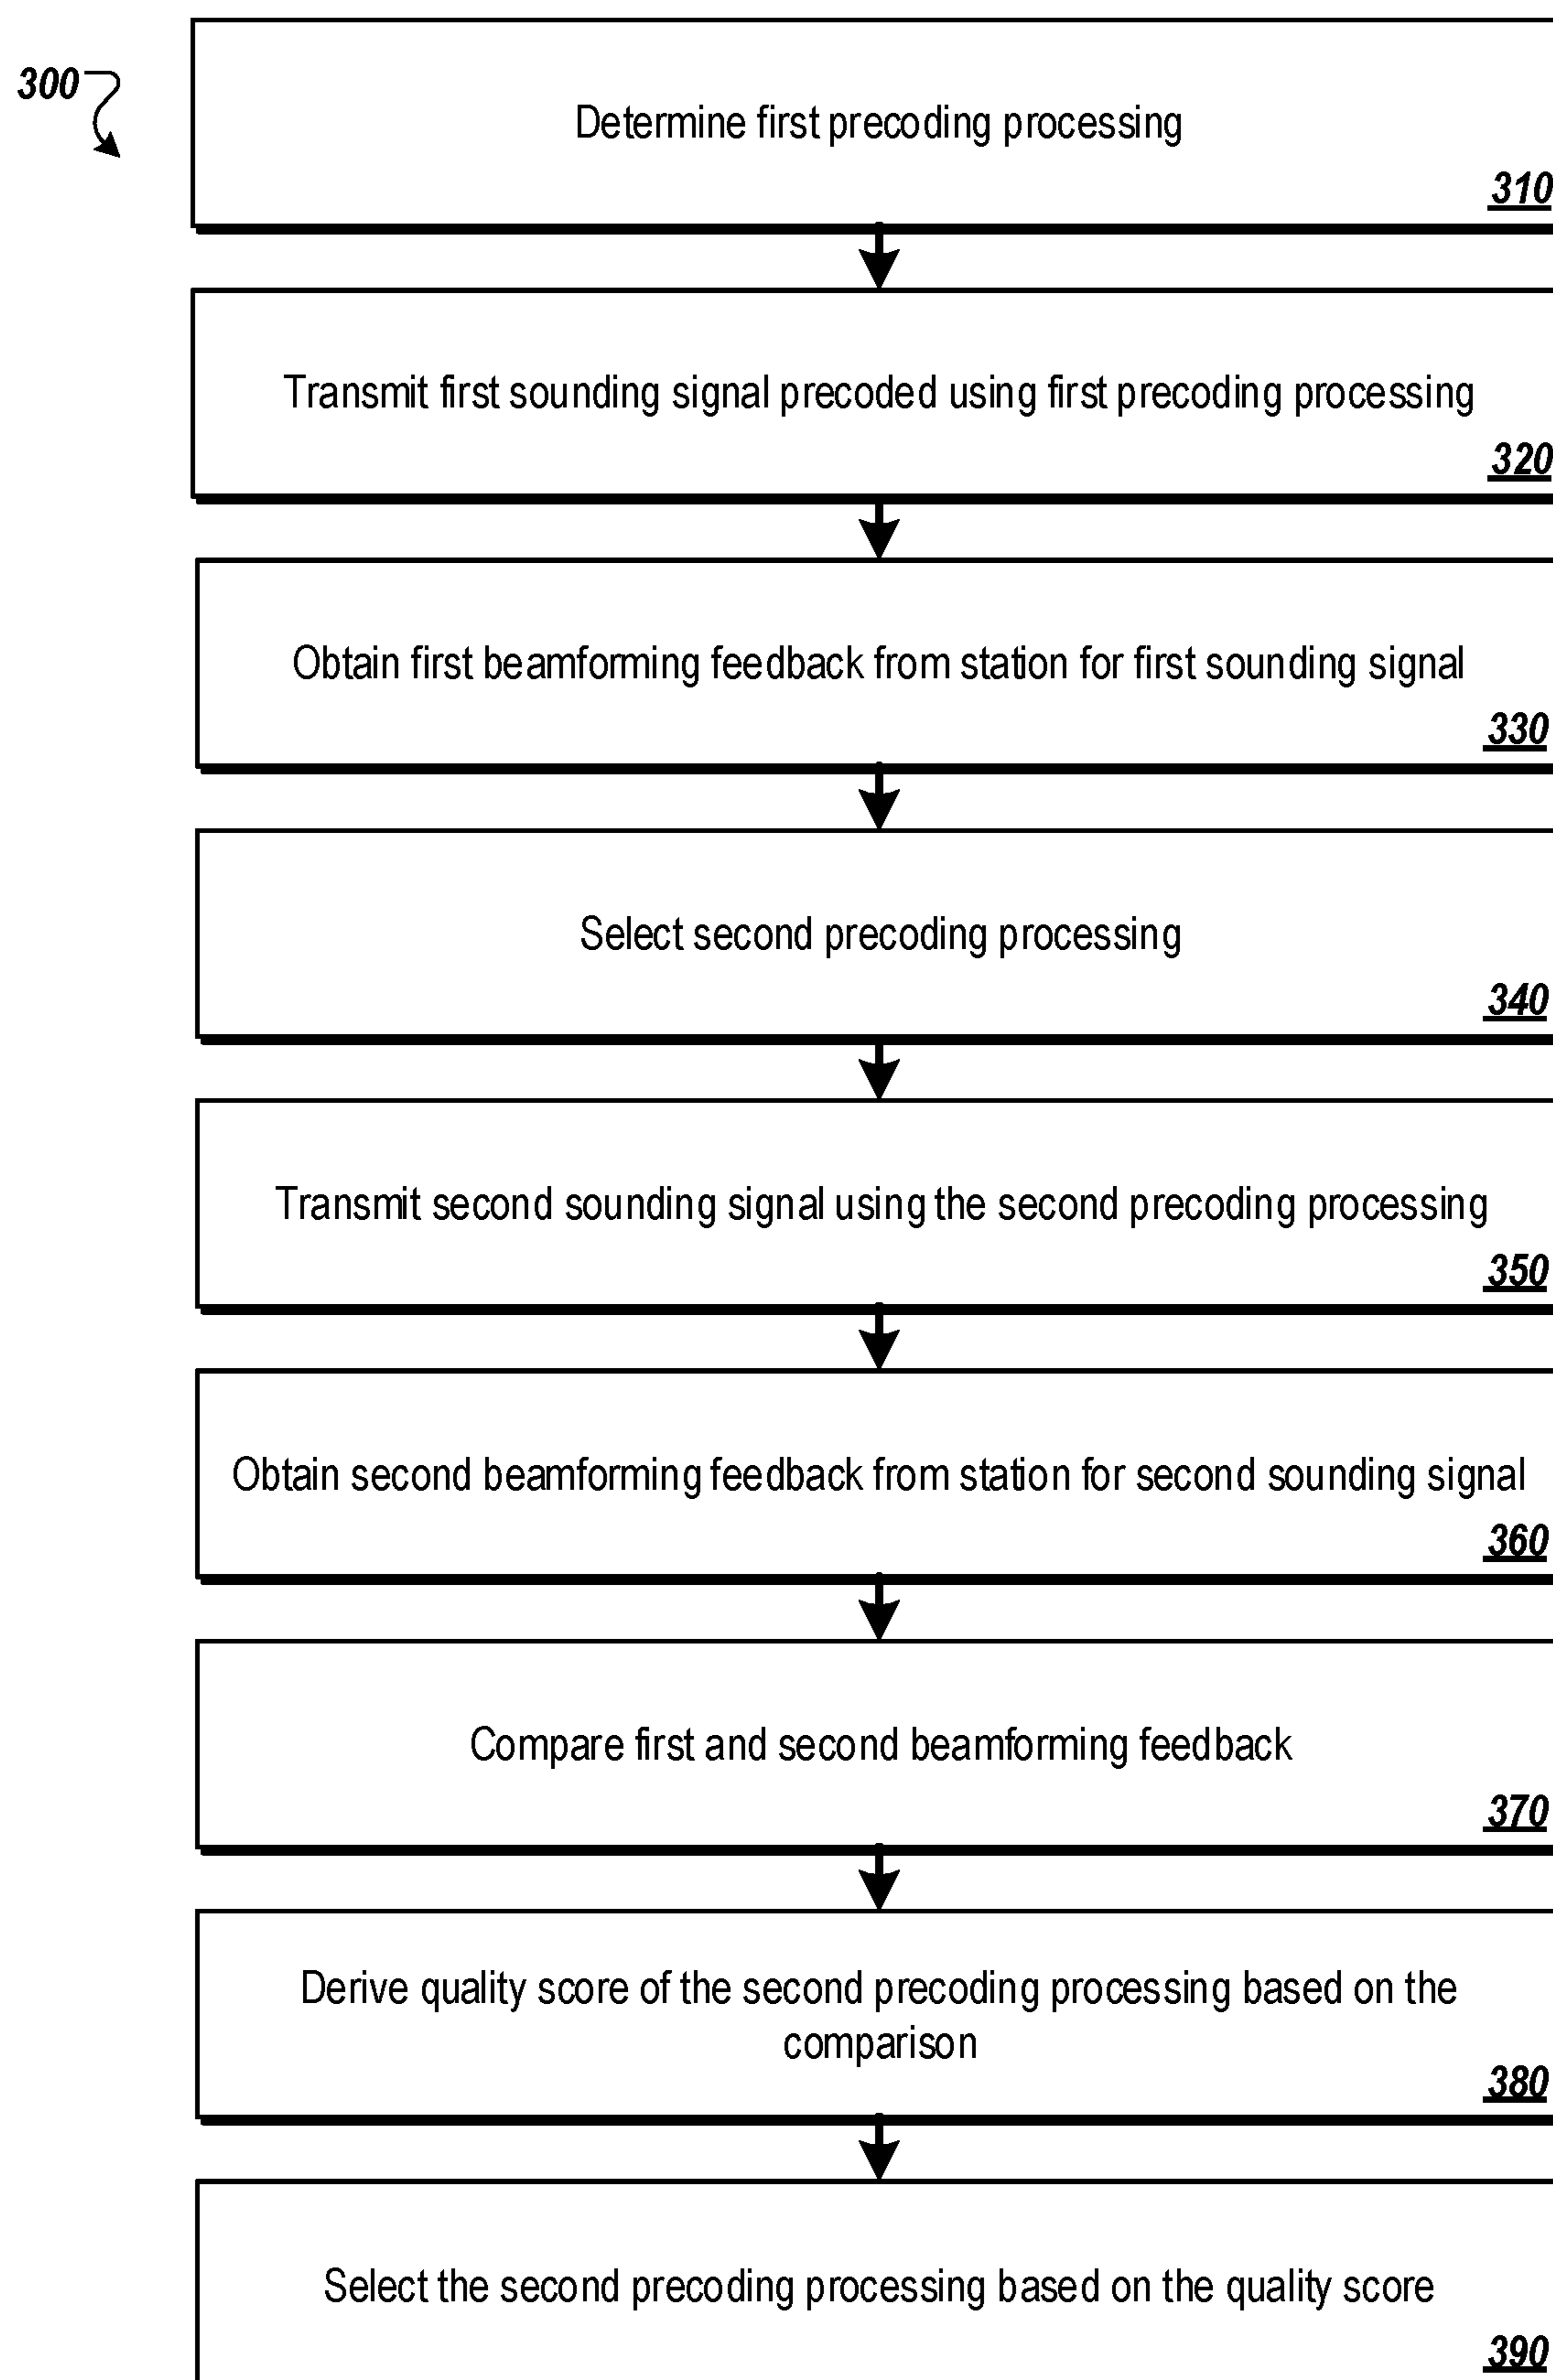 300
Determine first precoding processing
310
Transmit first sounding signal precoded using first precoding processing
320
Obtain first beamforming feedback from station for first sounding signal
330
Select second precoding processing
340
Transmit second sounding signal using the second precoding processing
350
Obtain second beamforming feedback from station for second sounding signal
360
Compare first and second beamforming feedback
370
Derive quality score of the second precoding processing based on the
comparison
380
Select the second precoding processing based on the quality score
390